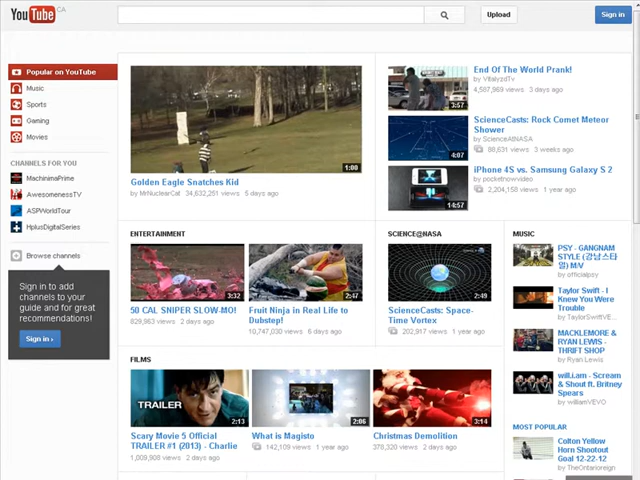 YouTube CA
Upload
Sign in
Popular on YouTube
Music
Sports
Gaming
Movies
CHANNELS FOR YOU
MachinimaPrime
AwesomenessTV
ASPWorldTour
HplusDigitalSeries
Browse channels
Sign in to add
channels to your
guide and for great
recommendations!
Sign in ›
1:00
Golden Eagle Snatches Kid
by MrNuclearCat 34,632,251 views 5 days ago
3:57
End Of The World Prank!
by VitalyzdTv
4,587,969 views 3 days ago
4:07
ScienceCasts: Rock Comet Meteor
Shower
by ScienceAtNASA
88,631 views 3 weeks ago
14:57
iPhone 4S vs. Samsung Galaxy S 2
by pocketnowvideo
2,204,158 views 1 year ago
ENTERTAINMENT
3:32
50 CAL SNIPER SLOW-MO!
829,963 views 2 days ago
2:47
Fruit Ninja in Real Life to
Dubstep!
10,747,030 views 6 days ago
SCIENCE@NASA
2:49
ScienceCasts: Space-
Time Vortex
202,917 views 1 year ago
MUSIC
PSY - GANGNAM
STYLE (강남스타
일) M/V
by officialpsy
Taylor Swift - I
Knew You Were
Trouble
by TaylorSwiftVE...
MACKLEMORE &
RYAN LEWIS -
THRIFT SHOP
by Ryan Lewis
will.i.am - Scream
& Shout ft. Britney
Spears
by williamVEVO
FILMS
TRAILER
2:13
Scary Movie 5 Official
TRAILER #1 (2013) - Charlie
1,009,908 views 2 days ago
2:06
What is Magisto
142,109 views 1 year ago
3:14
Christmas Demolition
370,320 views 2 days ago
MOST POPULAR
Colton Yellow
Horn Shootout
Goal 12-22-12
by TheOntarioreign